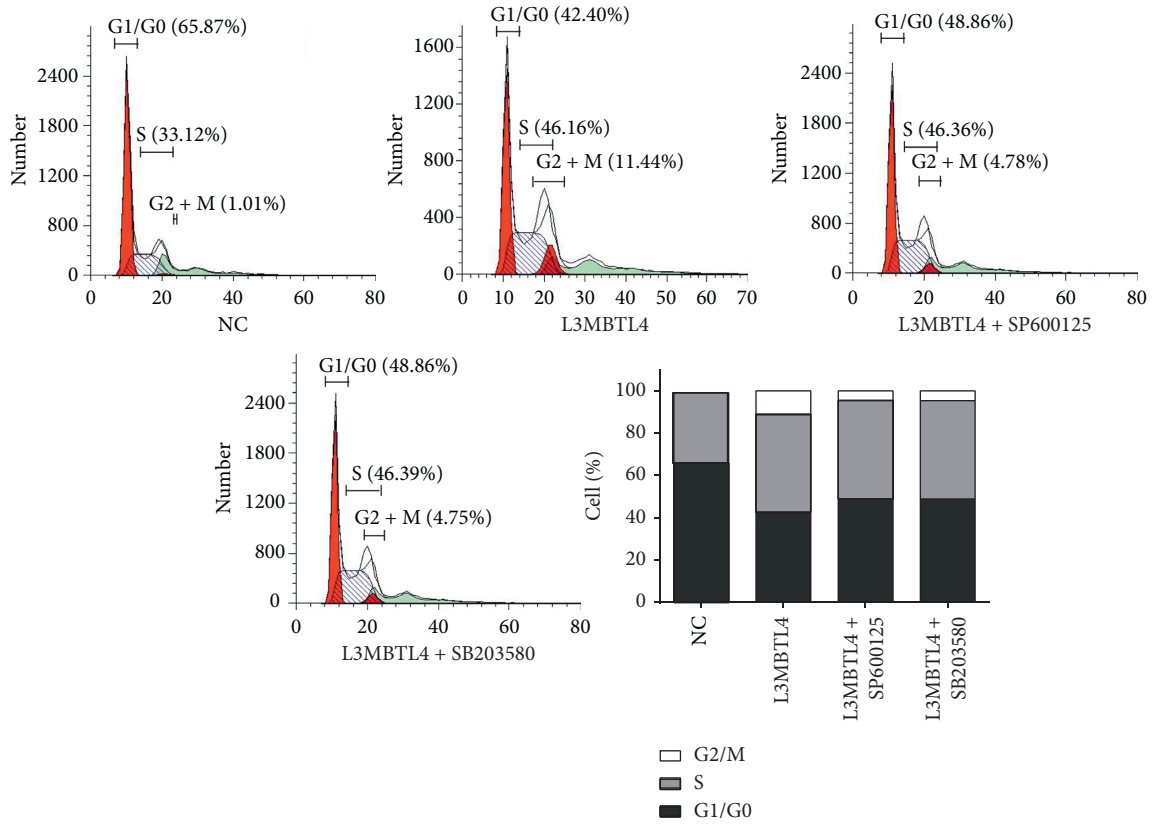 G1/G0 (65.87%)
S (33.12%)
G2 + M (1.01%)
Number
2400
1800
1200
800
0
0 20 40 60 80
NC
G1/G0 (42.40%)
S (46.16%)
G2 + M (11.44%)
Number
1600
1200
800
400
0
0 10 20 30 40 50 60 70
L3MBTL4
G1/G0 (48.86%)
S (46.36%)
G2 + M (4.78%)
Number
2400
1800
1200
800
0
0 20 40 60 80
L3MBTL4 + SP600125
G1/G0 (48.86%)
S (46.39%)
G2 + M (4.75%)
Number
2400
1800
1200
800
0
0 20 40 60 80
L3MBTL4 + SB203580
Cell (%)
100
80
60
40
20
0
NC
L3MBTL4
L3MBTL4 +
SP600125
L3MBTL4 +
SB203580
G2/M
S
G1/G0